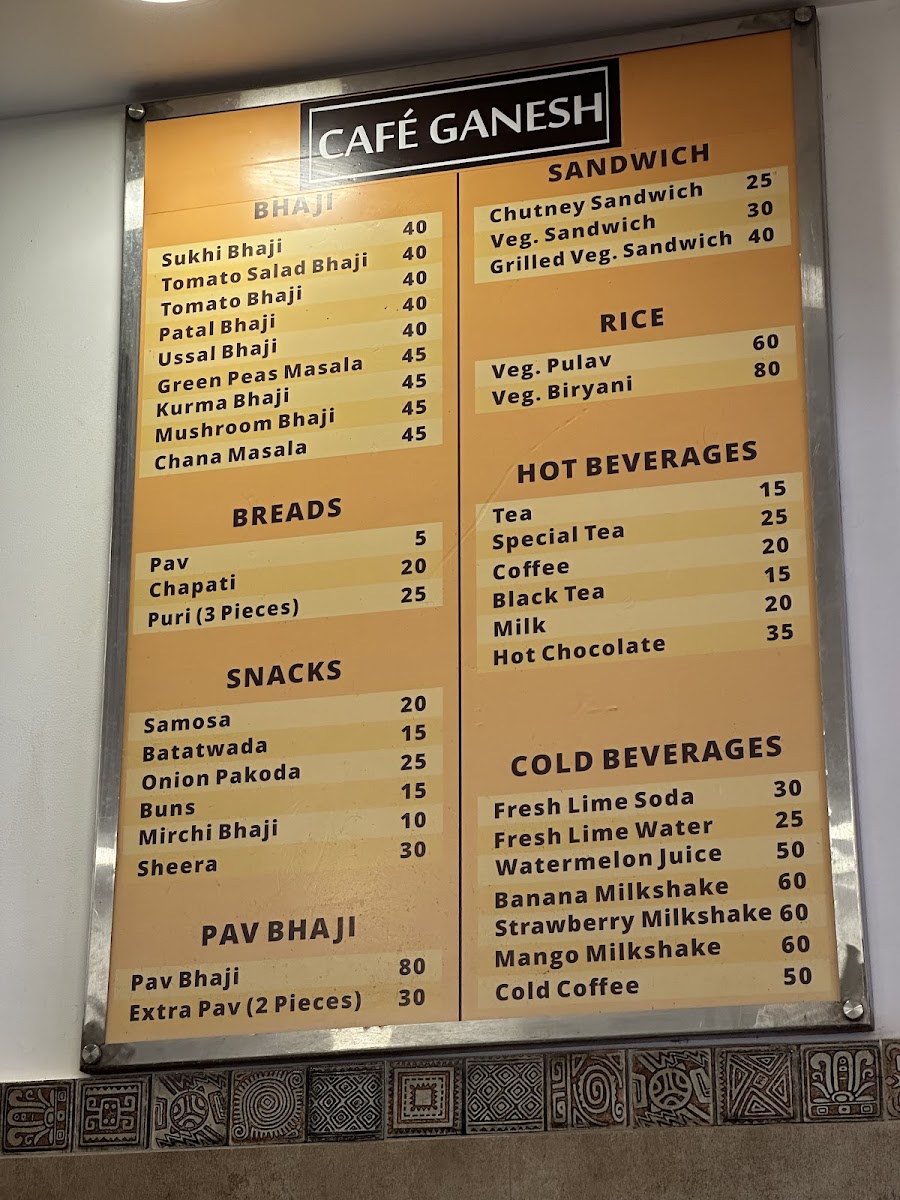 CAFÉ GANESH
BHAJI
Sukhi Bhaji 40
Tomato Salad Bhaji 40
Tomato Bhaji 40
Patal Bhaji 40
Ussal Bhaji 40
Green Peas Masala 45
Kurma Bhaji 45
Mushroom Bhaji 45
Chana Masala 45
BREADS
Pav 5
Chapati 20
Puri (3 Pieces) 25
SNACKS
Samosa 20
Batatwada 15
Onion Pakoda 25
Buns 15
Mirchi Bhaji 10
Sheera 30
PAV BHAJI
Pav Bhaji 80
Extra Pav (2 Pieces) 30
SANDWICH
Chutney Sandwich 25
Veg. Sandwich 30
Grilled Veg. Sandwich 40
RICE
Veg. Pulav 60
Veg. Biryani 80
HOT BEVERAGES
Tea 15
Special Tea 25
Coffee 20
Black Tea 15
Milk 20
Hot Chocolate 35
COLD BEVERAGES
Fresh Lime Soda 30
Fresh Lime Water 25
Watermelon Juice 50
Banana Milkshake 60
Strawberry Milkshake 60
Mango Milkshake 60
Cold Coffee 50